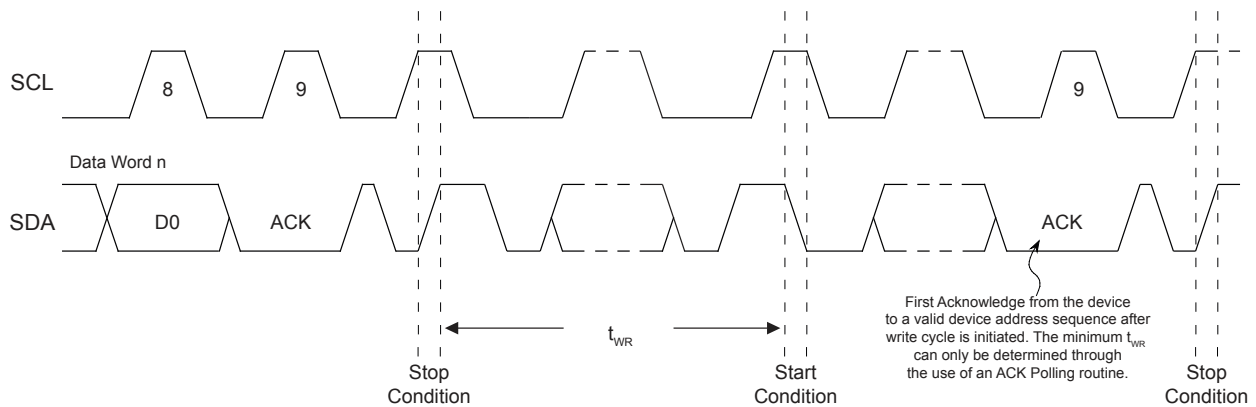 SCL
8
9
9
Data Word n
SDA
D0
ACK
ACK
First Acknowledge from the device
to a valid device address sequence after
write cycle is initiated. The minimum tWR
can only be determined through
the use of an ACK Polling routine.
tWR
Stop
Condition
Start
Condition
Stop
Condition